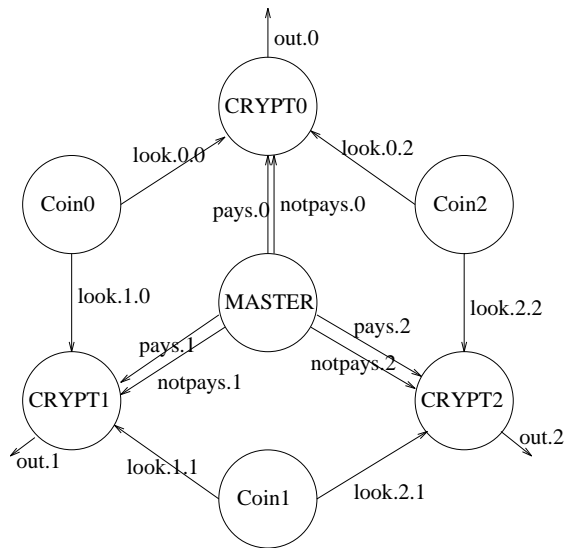 out.0
CRYPT0
look.0.0
look.0.2
Coin0
pays.0
notpays.0
Coin2
look.1.0
MASTER
look.2.2
pays.1
pays.2
notpays.1
notpays.2
CRYPT1
CRYPT2
out.1
out.2
look.1.1
Coin1
look.2.1